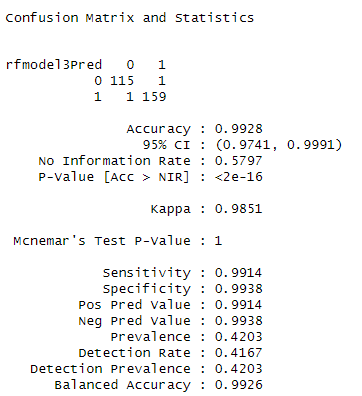 Confusion Matrix and Statistics
rfmodel3Pred 0 1
0 115 1
1 1 159
Accuracy : 0.9928
95% CI : (0.9741, 0.9991)
No Information Rate : 0.5797
P-Value [Acc > NIR] : <2e-16
Kappa : 0.9851
Mcnemar's Test P-Value : 1
Sensitivity : 0.9914
Specificity : 0.9938
Pos Pred Value : 0.9914
Neg Pred Value : 0.9938
Prevalence : 0.4203
Detection Rate : 0.4167
Detection Prevalence : 0.4203
Balanced Accuracy : 0.9926